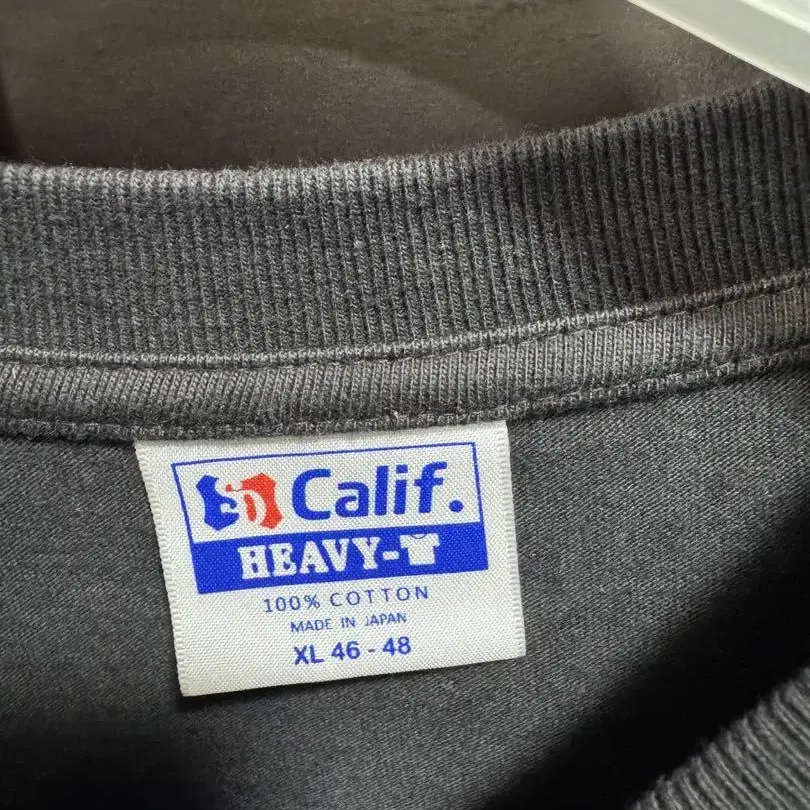 SD Calif.
HEAVY-T
100% COTTON
MADE IN JAPAN
XL 46 - 48